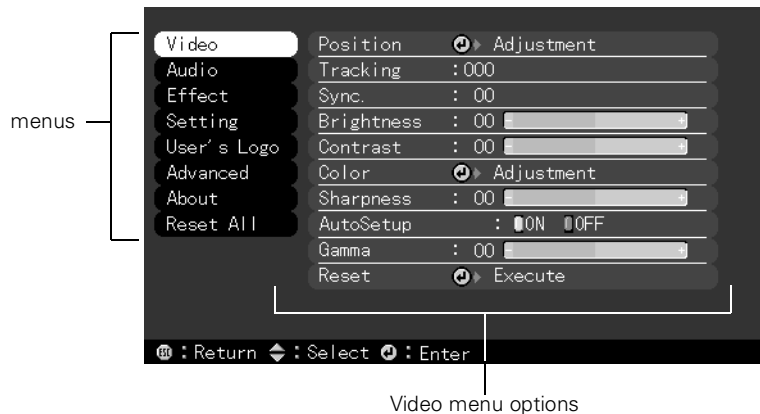 menus
Video
Audio
Effect
Setting
User's Logo
Advanced
About
Reset All
Position Adjustment
Tracking :000
Sync. : 00
Brightness : 00 - +
Contrast : 00 - +
Color Adjustment
Sharpness : 00 - +
AutoSetup : ON OFF
Gamma : 00 - +
Reset Execute
ESC : Return : Select : Enter
Video menu options